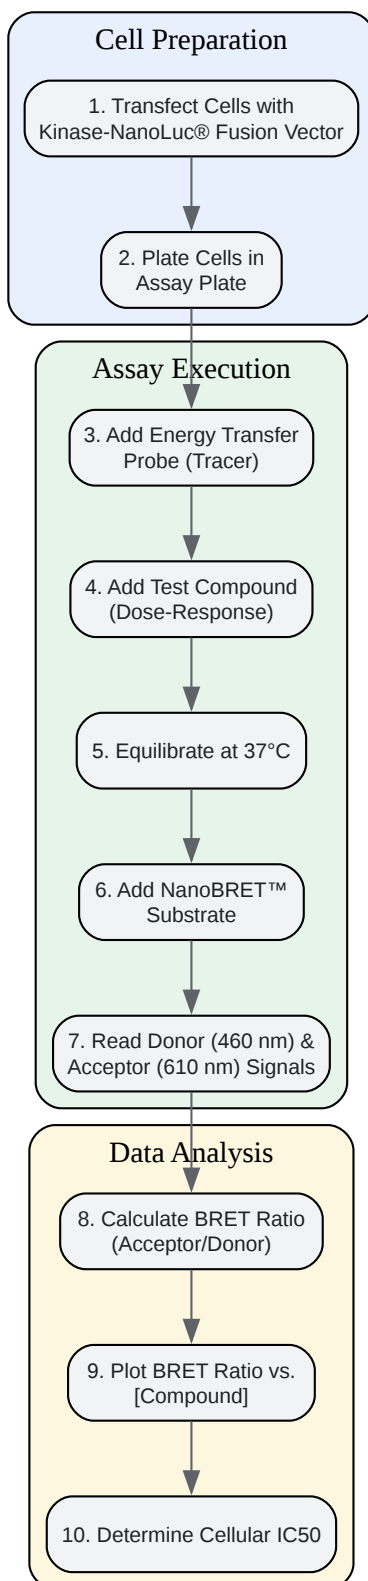 Cell Preparation
1. Transfect Cells with
Kinase-NanoLuc® Fusion Vector
2. Plate Cells in
Assay Plate
Assay Execution
3. Add Energy Transfer
Probe (Tracer)
4. Add Test Compound
(Dose-Response)
5. Equilibrate at 37°C
6. Add NanoBRET™
Substrate
7. Read Donor (460 nm) &
Acceptor (610 nm) Signals
Data Analysis
8. Calculate BRET Ratio
(Acceptor/Donor)
9. Plot BRET Ratio vs.
[Compound]
10. Determine Cellular IC50